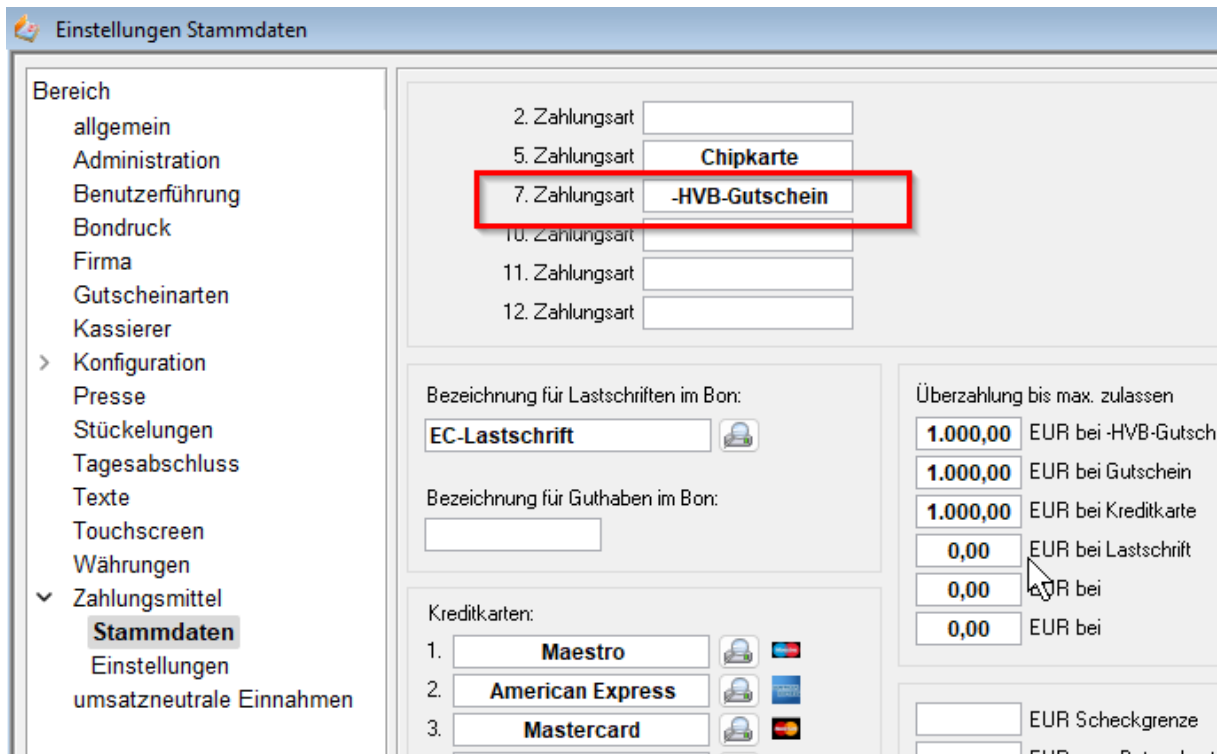 Einstellungen Stammdaten
Bereich
allgemein
Administration
Benutzerführung
Bondruck
Firma
Gutscheinarten
Kassierer
Konfiguration
Presse
Stückelungen
Tagesabschluss
Texte
Touchscreen
Währungen
Zahlungsmittel
Stammdaten
Einstellungen
umsatzneutrale Einnahmen
2. Zahlungsart
5. Zahlungsart Chipkarte
7. Zahlungsart -HVB-Gutschein
10. Zahlungsart
11. Zahlungsart
12. Zahlungsart
Bezeichnung für Lastschriften im Bon:
EC-Lastschrift
Bezeichnung für Guthaben im Bon:
Überzahlung bis max. zulassen
1.000,00 EUR bei -HVB-Gutsch
1.000,00 EUR bei Gutschein
1.000,00 EUR bei Kreditkarte
0,00 EUR bei Lastschrift
0,00 EUR bei
0,00 EUR bei
Kreditkarten:
1. Maestro
2. American Express
3. Mastercard
EUR Scheckgrenze